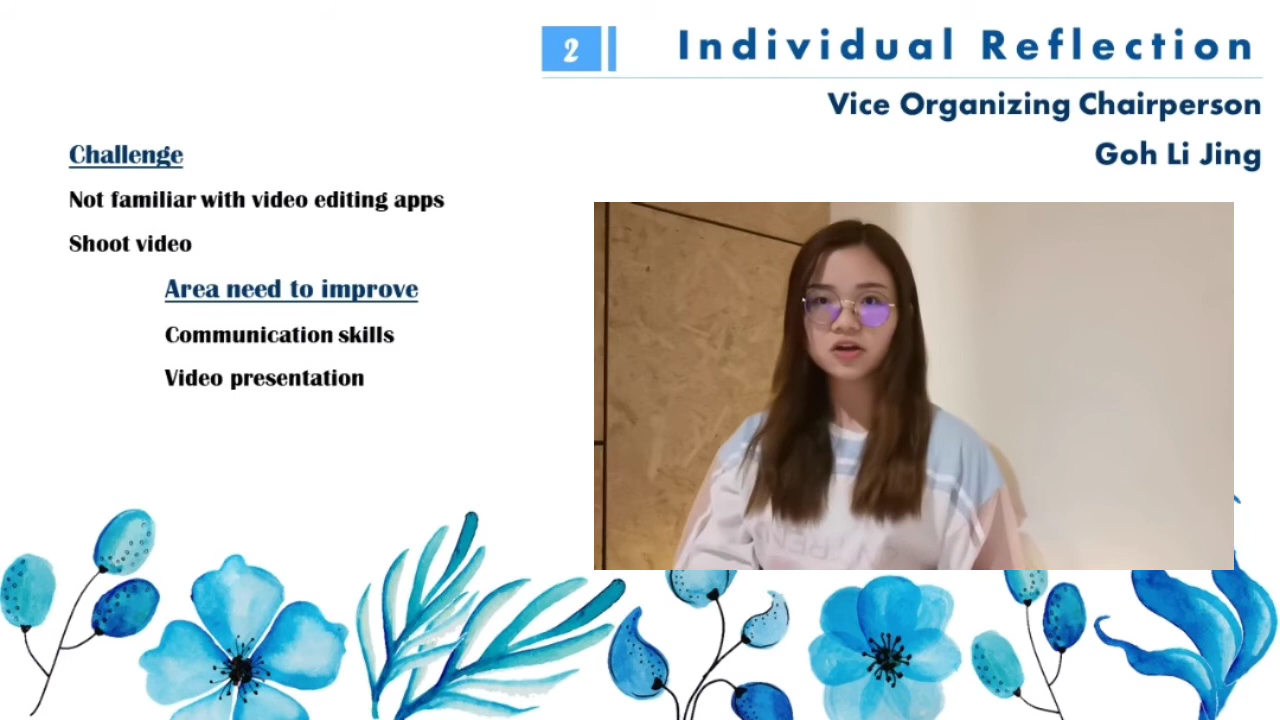 2
Individual Reflection
Vice Organizing Chairperson
Goh Li Jing
Challenge
Not familiar with video editing apps
Shoot video
Area need to improve
Communication skills
Video presentation